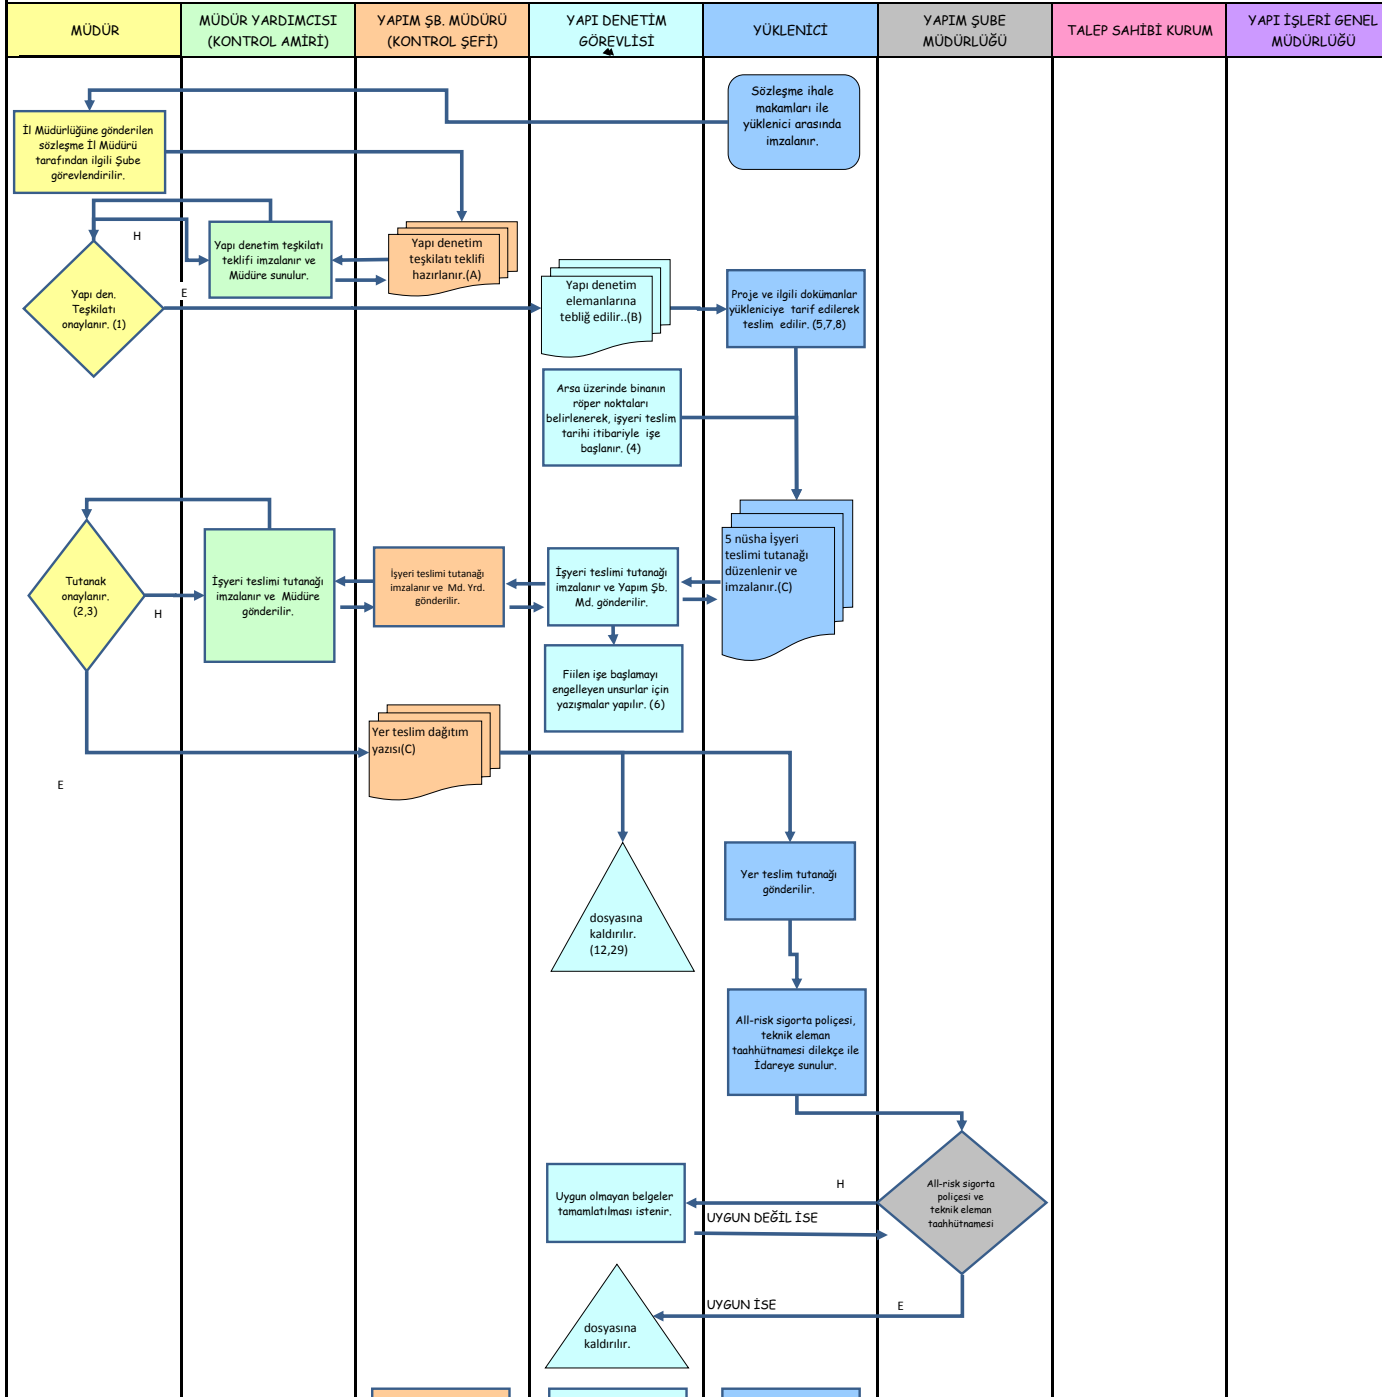 MÜDÜR
MÜDÜR YARDIMCISI
(KONTROL AMİRİ)
YAPIM ŞB. MÜDÜRÜ
(KONTROL ŞEFİ)
YAPI DENETİM
GÖREVLİSİ
YÜKLENİCİ
YAPIM ŞUBE
MÜDÜRLÜĞÜ
TALEP SAHİBİ KURUM
YAPI İŞLERİ GENEL
MÜDÜRLÜĞÜ
Sözleşme ihale
makamları ile
yüklenici arasında
imzalanır.
İl Müdürlüğüne gönderilen
sözleşme İl Müdürü
tarafından ilgili Şube
görevlendirilir.
H
Yapı denetim teşkilatı
teklifi imzalanır ve
Müdüre sunulur.
Yapı denetim
teşkilatı teklifi
hazırlanır.(A)
Yapı den.
Teşkilatı
onaylanır. (1)
E
Yapı denetim
elemanlarına
tebliğ edilir..(B)
Proje ve ilgili dokümanlar
yükleniciye tarif edilerek
teslim edilir. (5,7,8)
Arsa üzerinde binanın
röper noktaları
belirlenerek, işyeri teslim
tarihi itibariyle işe
başlanır. (4)
Tutanak
onaylanır.
(2,3)
H
İşyeri teslimi tutanağı
imzalanır ve Müdüre
gönderilir.
İşyeri teslimi tutanağı
imzalanır ve Md. Yrd.
gönderilir.
İşyeri teslimi tutanağı
imzalanır ve Yapım Şb.
Md. gönderilir.
5 nüsha İşyeri
teslimi tutanağı
düzenlenir ve
imzalanır.(C)
Fiilen işe başlamayı
engelleyen unsurlar için
yazışmalar yapılır. (6)
Yer teslim dağıtım
yazısı(C)
E
Yer teslim tutanağı
gönderilir.
dosyasına
kaldırılır.
(12,29)
All-risk sigorta poliçesi,
teknik eleman
taahhütnamesi dilekçe ile
İdareye sunulur.
Uygun olmayan belgeler
tamamlatılması istenir.
H
UYGUN DEĞİL İSE
All-risk sigorta
poliçesi ve
teknik eleman
taahhütnamesi
UYGUN İSE
E
dosyasına
kaldırılır.